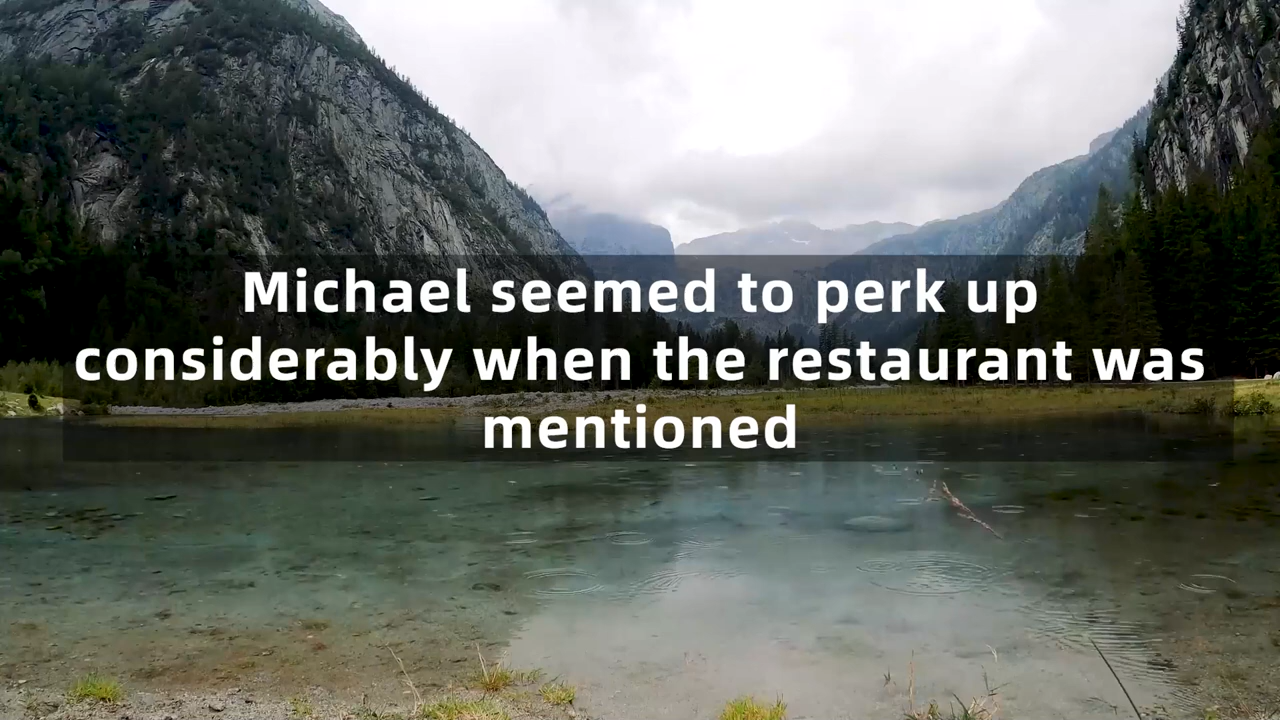 Michael seemed to perk up
considerably when the restaurant was
mentioned